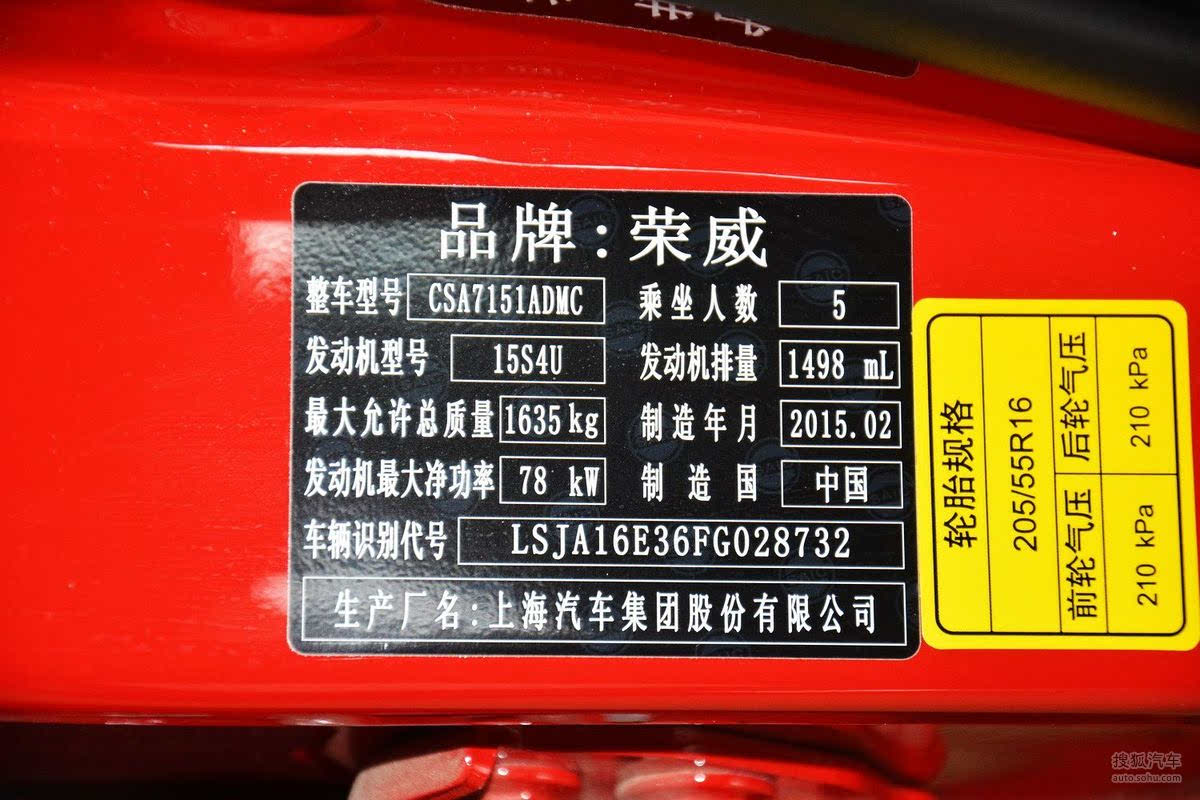 品牌:荣威
整车型号 CSA7151ADMC 乘坐人数 5
发动机型号 15S4U 发动机排量 1498 mL
最大允许总质量 1635kg 制造年月 2015.02
发动机最大净功率 78 kW 制造国 中国
车辆识别代号 LSJA16E36FG028732
生产厂名:上海汽车集团股份有限公司
轮胎规格
205/55R16
前轮气压 后轮气压
210 kPa 210 kPa
搜狐汽车
auto.sohu.com